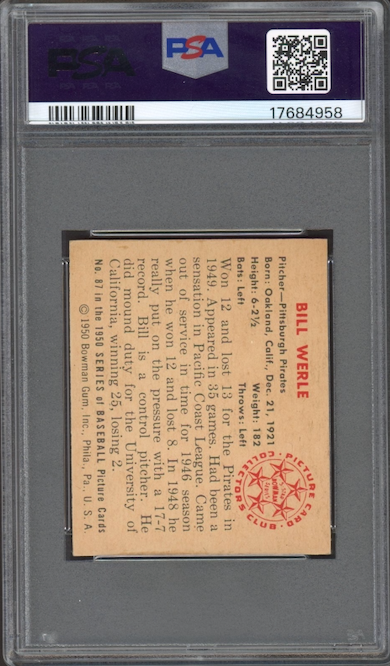 PSA
PSA
17684958
BILL WERLE
Pitcher—Pittsburgh Pirates
Born: Oakland, Calif., Dec. 21, 1921
Height: 6-2½ Weight: 182
Bats: Left Throws: Left
Won 12 and lost 13 for the Pirates in
1949. Appeared in 35 games. Had been a
sensation in Pacific Coast League. Came
out of service in time for 1946 season
when he won 12 and lost 8. In 1948 he
really put on the pressure with a 17-7
record. Bill is a control pitcher. He
did mound duty for the University of
California, winning 25, losing 2.
No. 87 in the 1950 SERIES of BASEBALL Picture Cards
©1950 Bowman Gum, Inc., Phila., Pa., U. S. A.
PICTURE CARD
COLLECTORS CLUB
BOWMAN